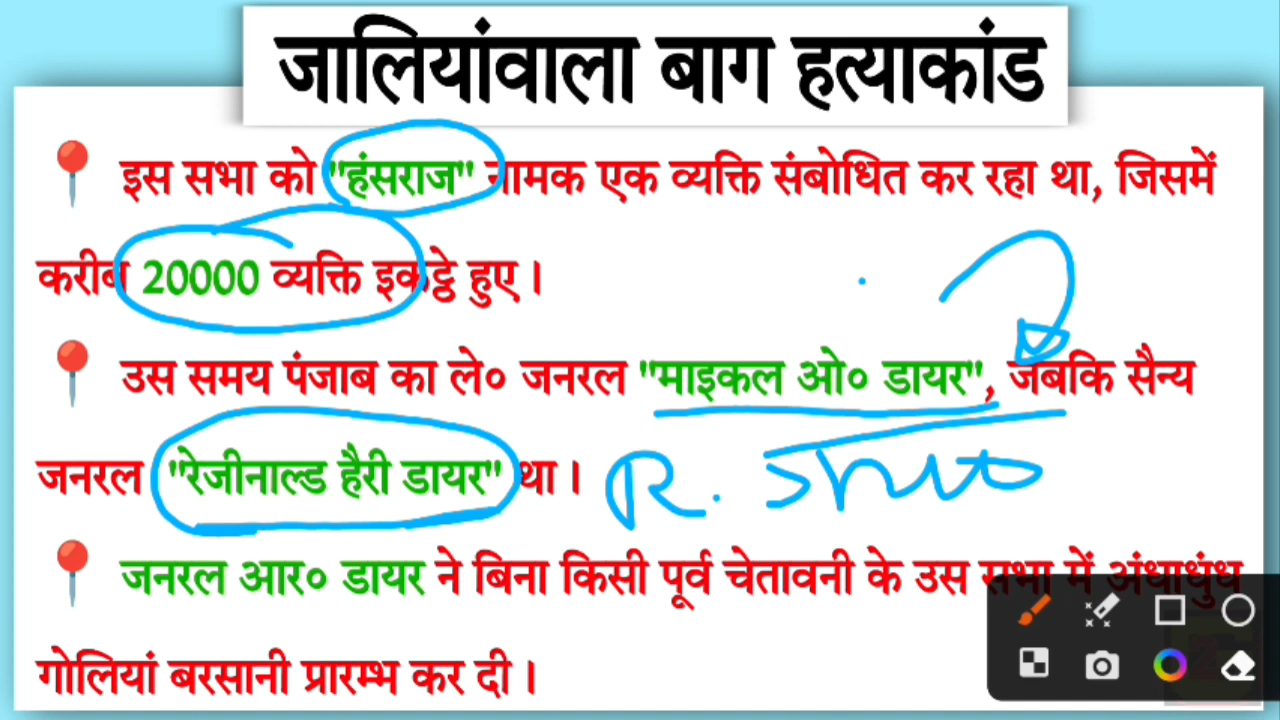 जालियांवाला बाग हत्याकांड
इस सभा को "हंसराज" नामक एक व्यक्ति संबोधित कर रहा था, जिसमें
करीब 20000 व्यक्ति इकट्ठे हुए।
उस समय पंजाब का ले० जनरल "माइकल ओ० डायर", जबकि सैन्य
जनरल "रेजीनाल्ड हैरी डायर" था। R.
जनरल आर० डायर ने बिना किसी पूर्व चेतावनी के उस सभा में अंधाधुंध
गोलियां बरसानी प्रारम्भ कर दी।